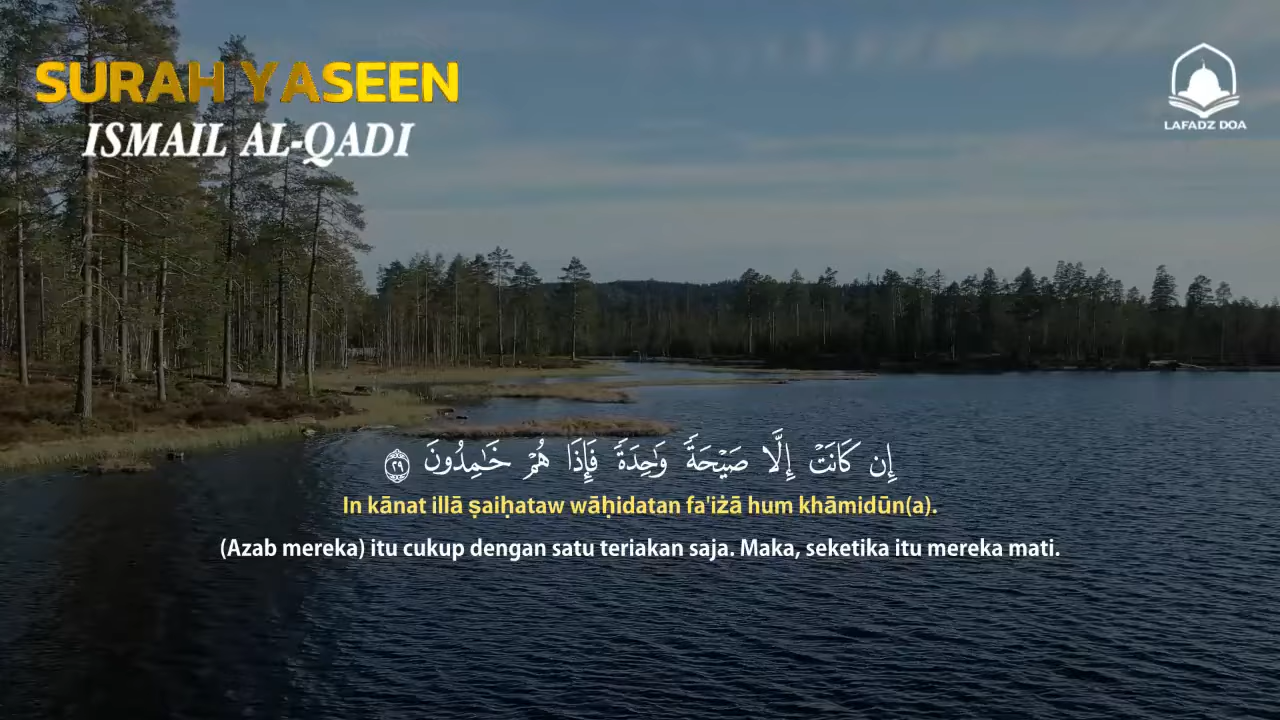 SURAH YASEEN
ISMAIL AL-QADI
LAFADZ DOA
إِن كَانَتْ إِلَّا صَيْحَةً وَٰحِدَةً فَإِذَا هُمْ خَـٰمِدُونَ ٢٩
In kānat illā ṣaiḥataw wāḥidatan fa'iżā hum khāmidūn(a).
(Azab mereka) itu cukup dengan satu teriakan saja. Maka, seketika itu mereka mati.